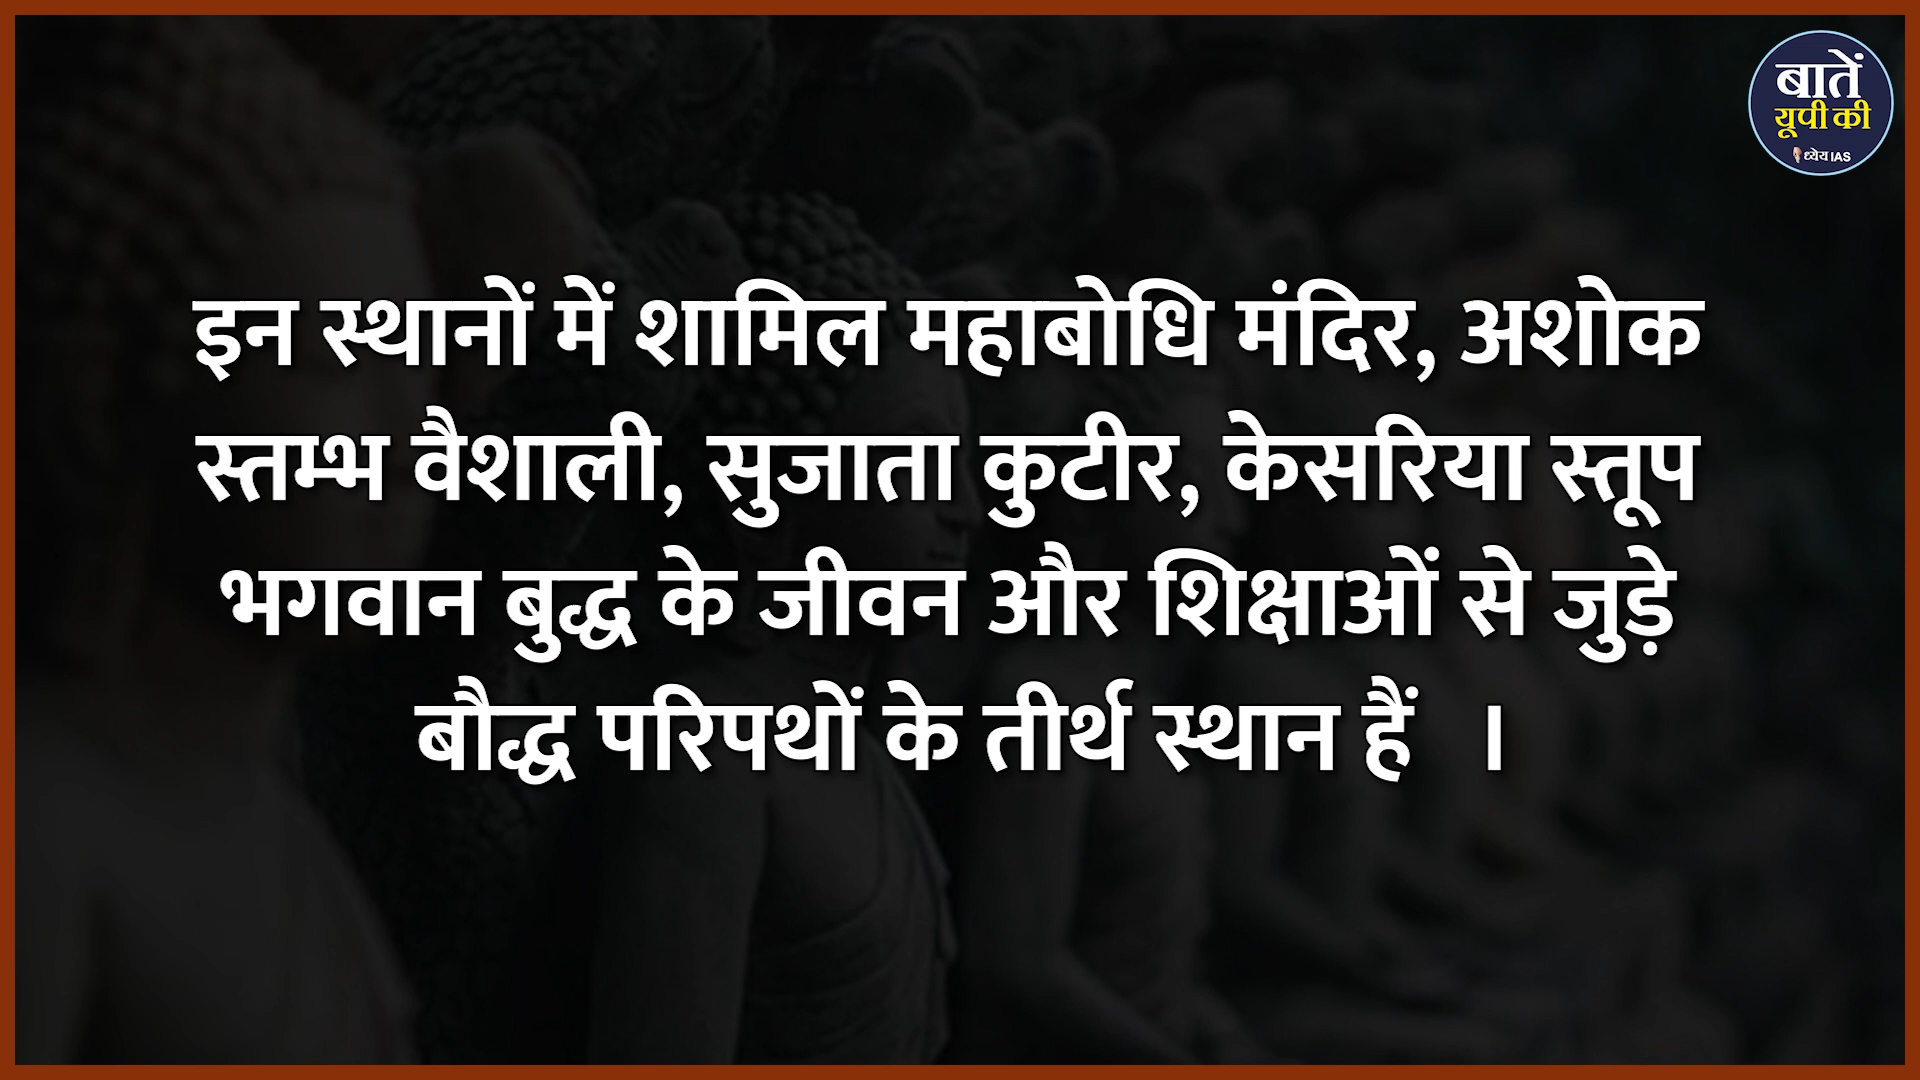 बातें
यूपी की
ध्येय IAS
इन स्थानों में शामिल महाबोधि मंदिर, अशोक
स्तम्भ वैशाली, सुजाता कुटीर, केसरिया स्तूप
भगवान बुद्ध के जीवन और शिक्षाओं से जुड़े
बौद्ध परिपथों के तीर्थ स्थान हैं ।